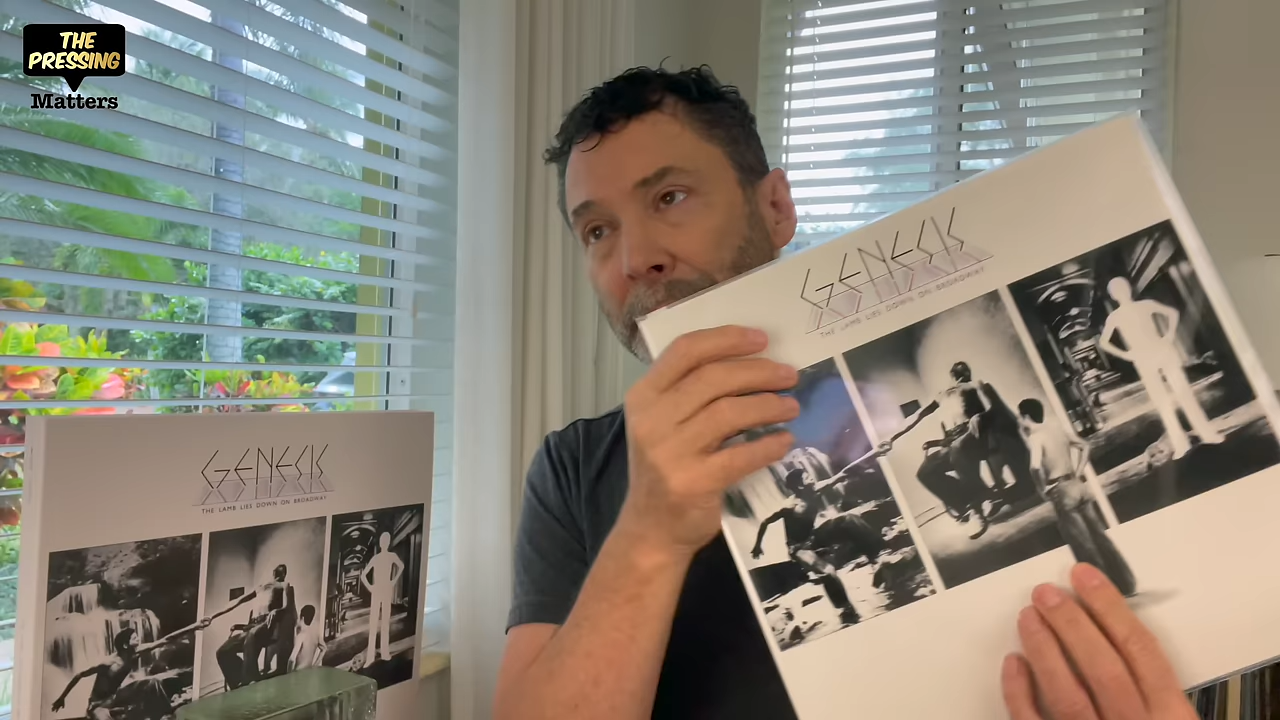 THE
PRESSING
Matters
GENESIS
THE LAMB LIES DOWN ON BROADWAY
GENESIS
THE LAMB LIES DOWN ON BROADWAY